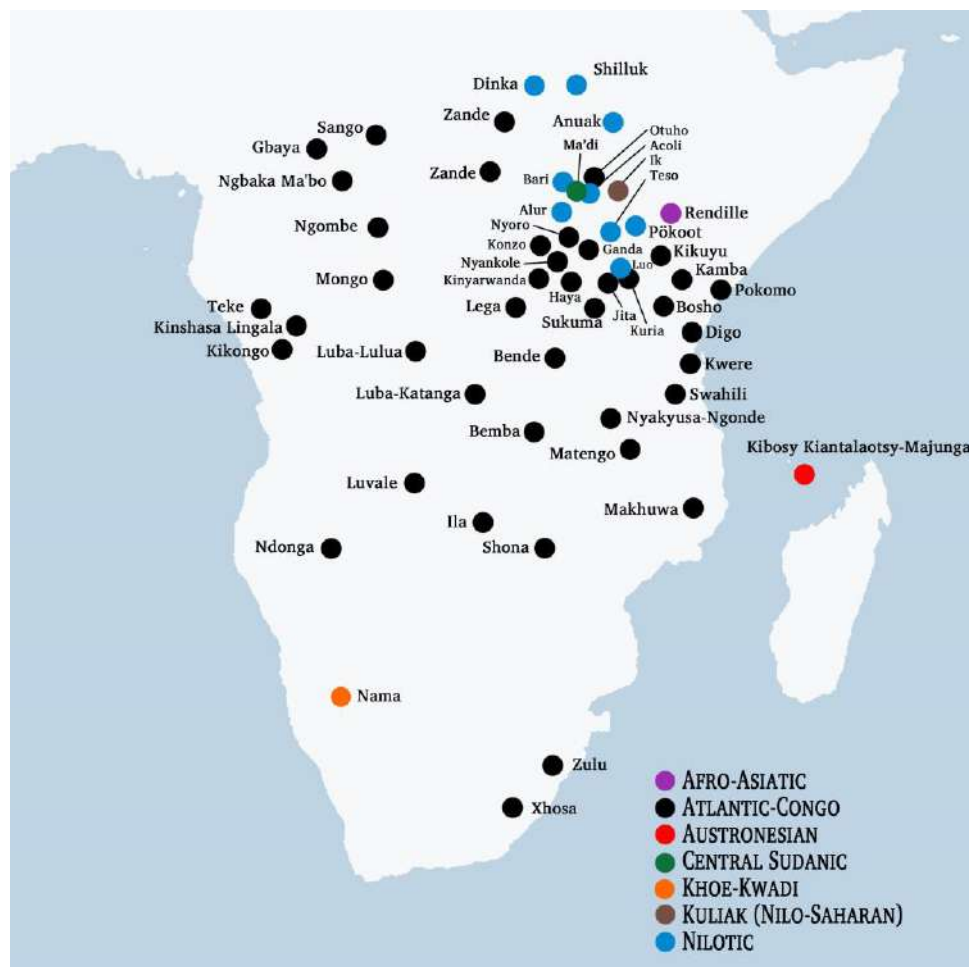 Shilluk
Dinka
Zande
Anuak
Otuho
Sango
Ma'di
Acoli
Gbaya
Ik
Zande
Teso
Ngbaka Ma'bo
Bari
Alur
Rendille
Nyoro
Ngombe
Pökoot
Konzo
Ganda
Kikuyu
Nyankole
Luo
Kamba
Mongo
Kinyarwanda
Haya
Pokomo
Teke
Lega
Bosho
Sukuma
Jita
Kinshasa Lingala
Kuria
Digo
Kikongo
Luba-Lulua
Bende
Kwere
Luba-Katanga
Swahili
Nyakyusa-Ngonde
Bemba
Kibosy Kiantalaotsy-Majunga
Matengo
Luvale
Makhuwa
Ila
Ndonga
Shona
Nama
Zulu
Xhosa
AFRO-ASIATIC
ATLANTIC-CONGO
AUSTRONESIAN
CENTRAL SUDANIC
KHOE-KWADI
KULIAK (NILO-SAHARAN)
NILOTIC